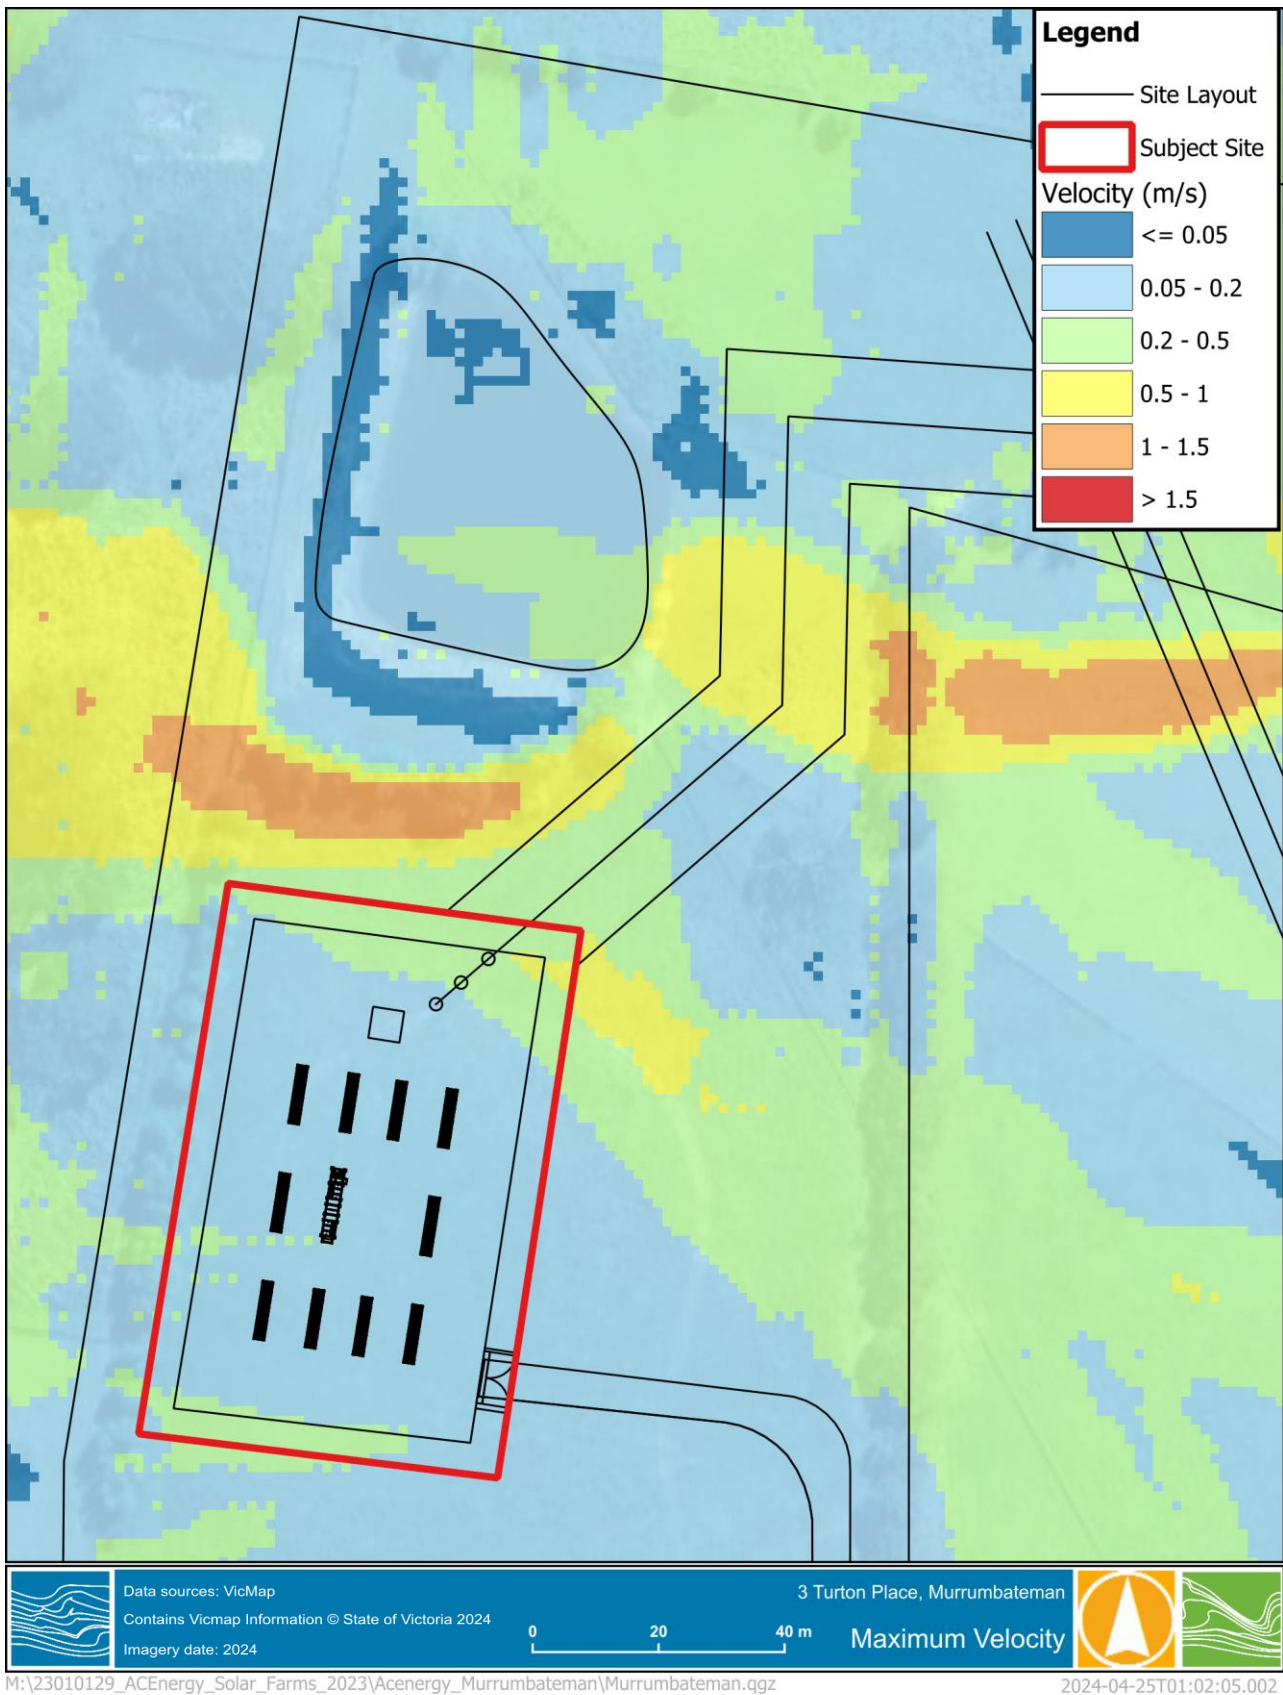 Legend
Site Layout
Subject Site
Velocity (m/s)
<= 0.05
0.05 - 0.2
0.2 - 0.5
0.5 - 1
1 - 1.5
> 1.5
Data sources: VicMap
Contains Vicmap Information © State of Victoria 2024
Imagery date: 2024
0 20 40 m
3 Turton Place, Murrumbateman
Maximum Velocity
M:\23010129_ACEnergy_Solar_Farms_2023\Acenergy_Murrumbateman\Murrumbateman.qgz
2024-04-25T01:02:05.002